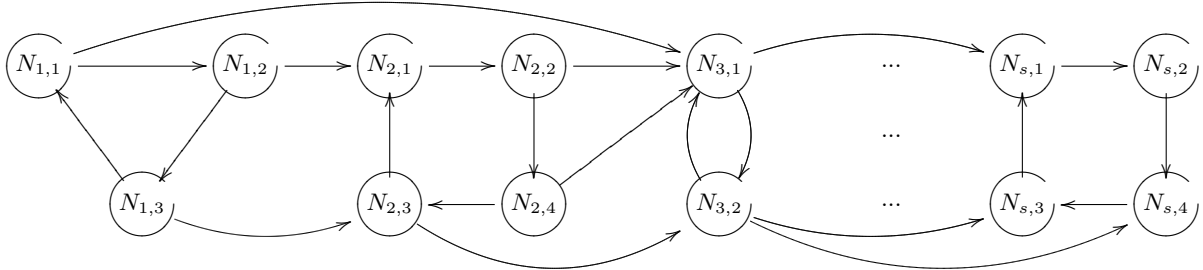 N1,1 N1,2 N2,1 N2,2 N3,1 ... Ns,1 Ns,2
...
N1,3 N2,3 N2,4 N3,2 ... Ns,3 Ns,4